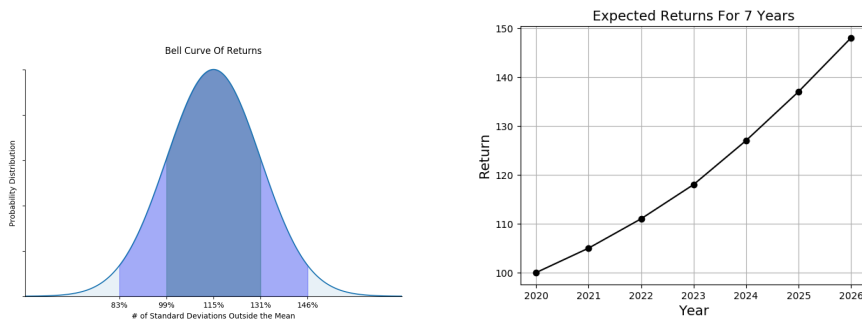 Bell Curve Of Returns
Probability Distribution
83% 99% 115% 131% 146%
# of Standard Deviations Outside the Mean
Expected Returns For 7 Years
Return
150
140
130
120
110
100
2020 2021 2022 2023 2024 2025 2026
Year